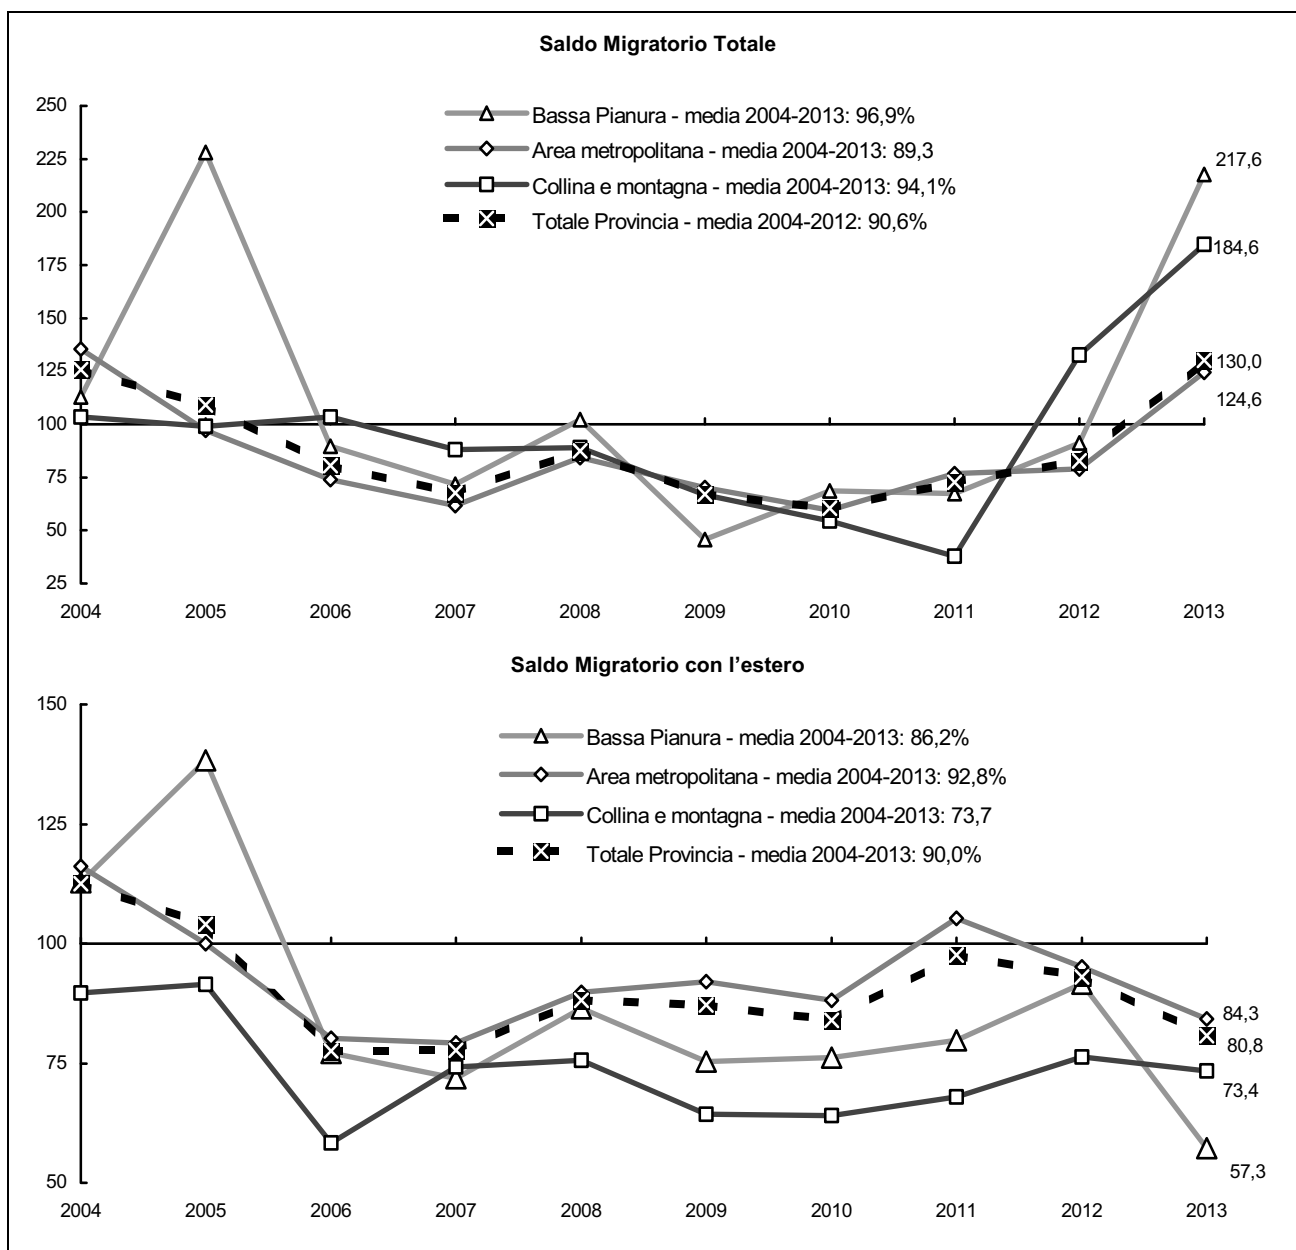 Saldo Migratorio Totale
250
225
200
175
150
125
100
75
50
25
Bassa Pianura - media 2004-2013: 96,9%
Area metropolitana - media 2004-2013: 89,3
Collina e montagna - media 2004-2013: 94,1%
Totale Provincia - media 2004-2012: 90,6%
217,6
184,6
130,0
124,6
2004 2005 2006 2007 2008 2009 2010 2011 2012 2013
Saldo Migratorio con l’estero
150
125
100
75
50
Bassa Pianura - media 2004-2013: 86,2%
Area metropolitana - media 2004-2013: 92,8%
Collina e montagna - media 2004-2013: 73,7
Totale Provincia - media 2004-2013: 90,0%
84,3
80,8
73,4
57,3
2004 2005 2006 2007 2008 2009 2010 2011 2012 2013